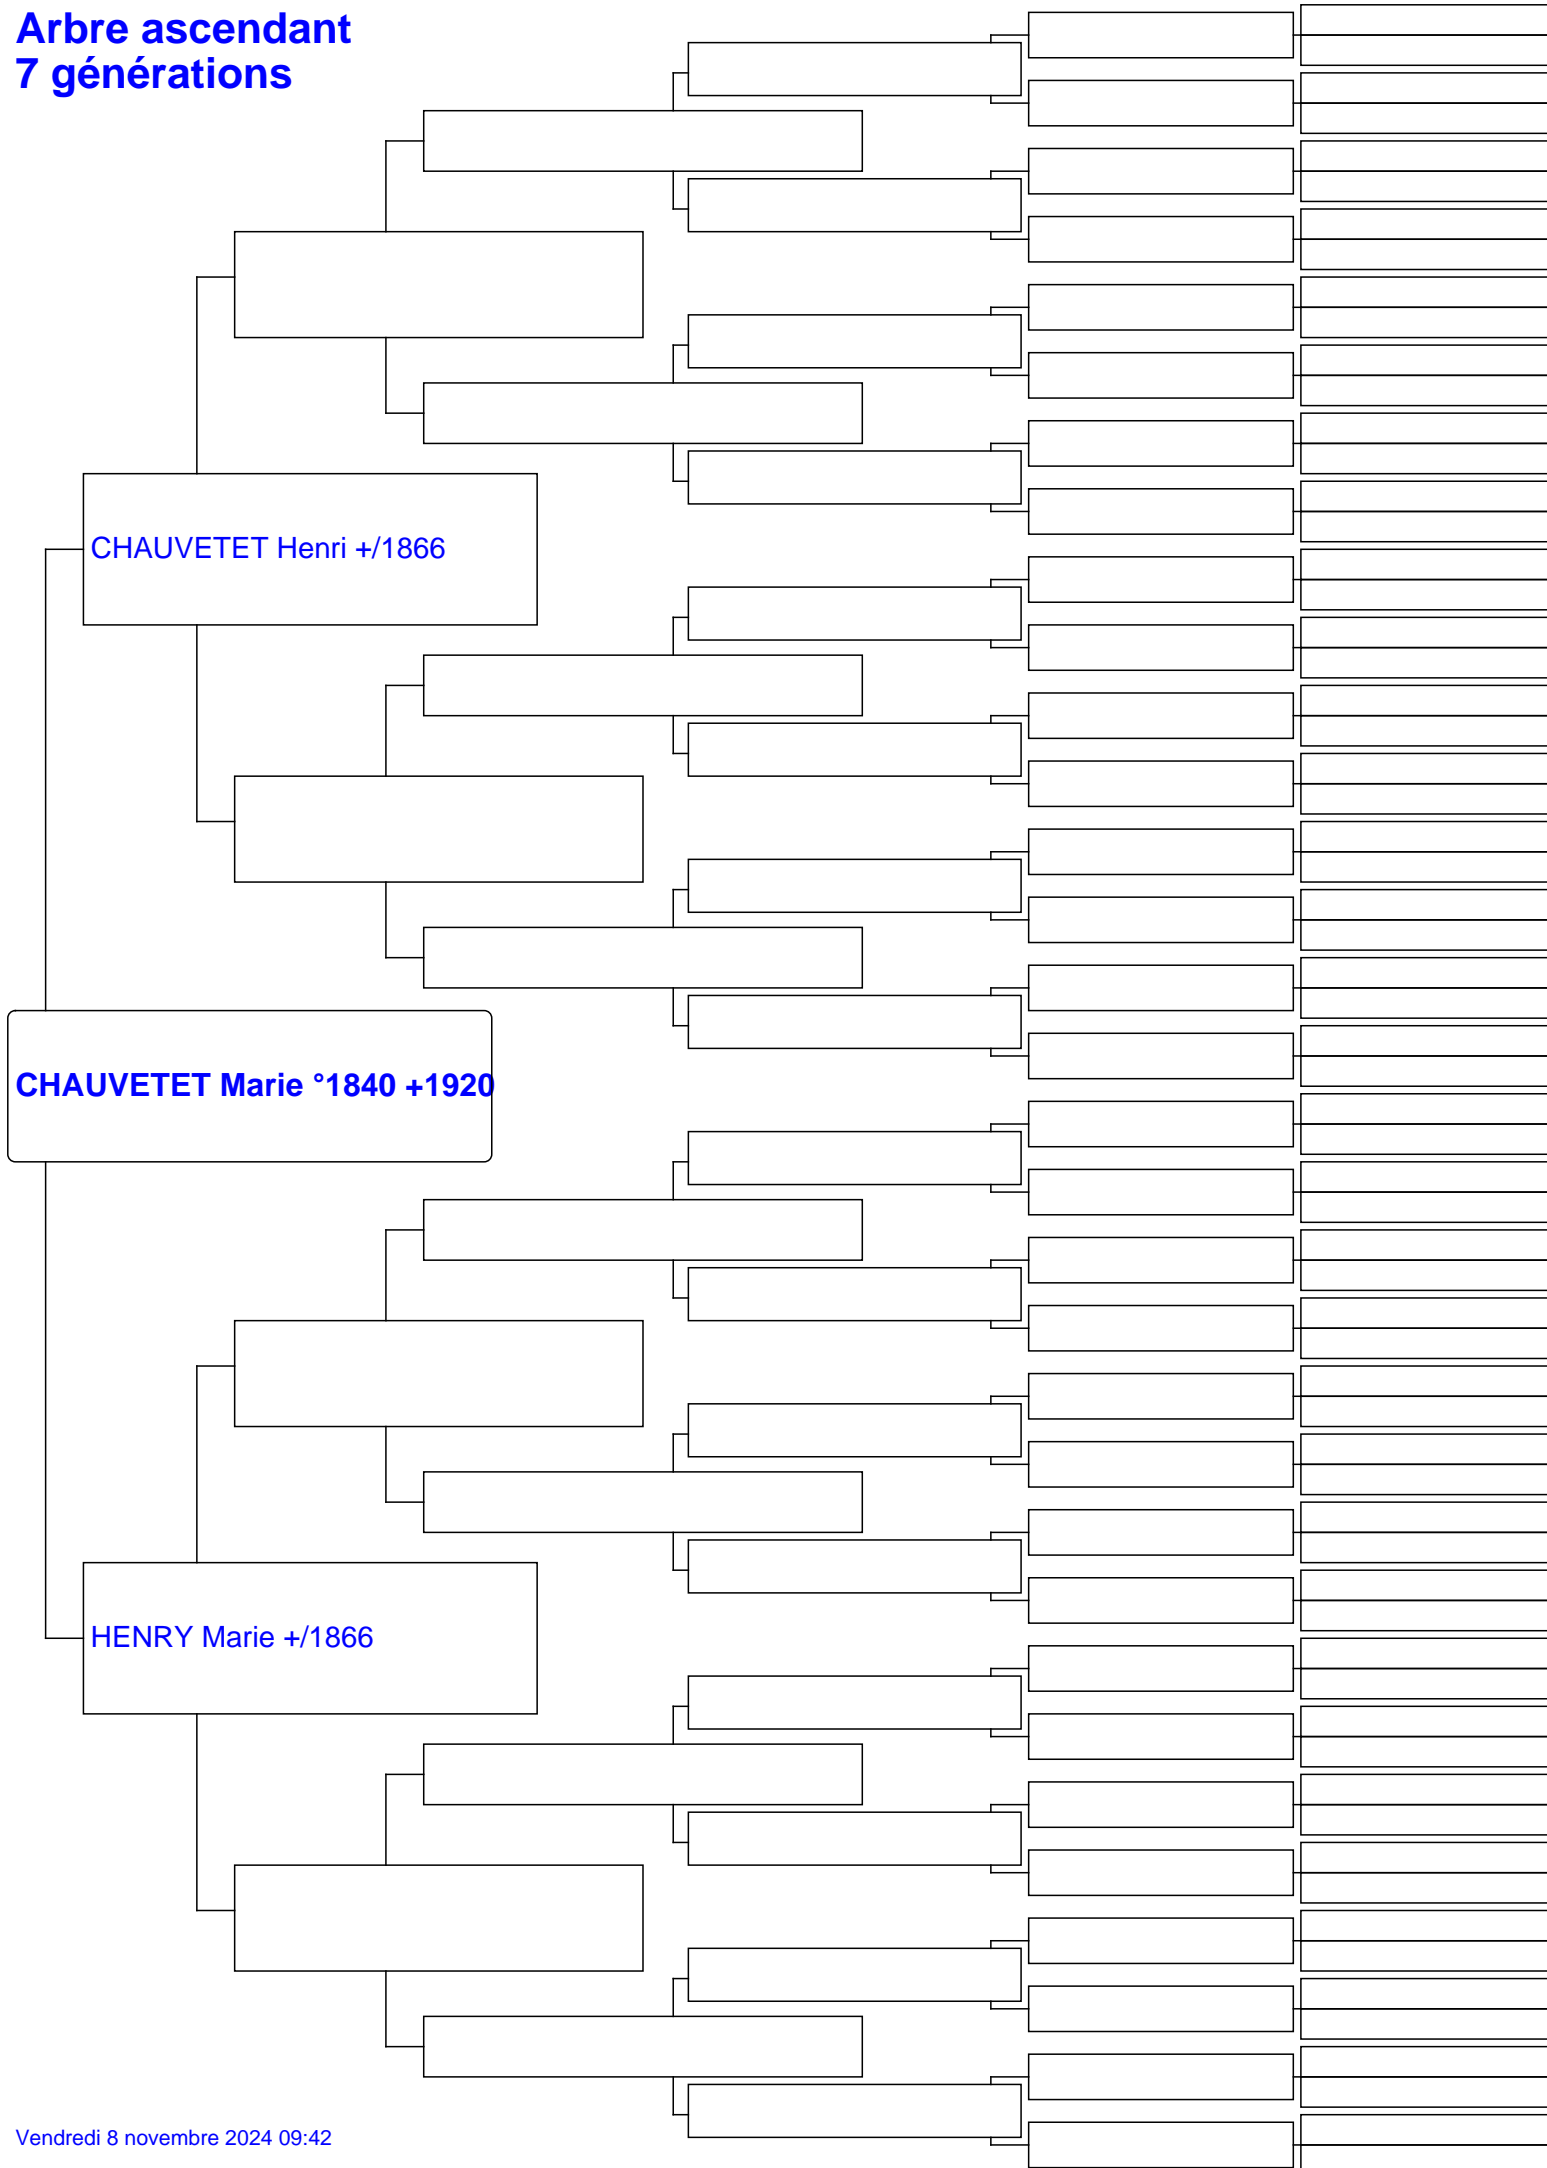 Arbre ascendant
7 générations
CHAUVETET Henri +/1866
CHAUVETET Marie °1840 +1920
HENRY Marie +/1866
Vendredi 8 novembre 2024 09:42